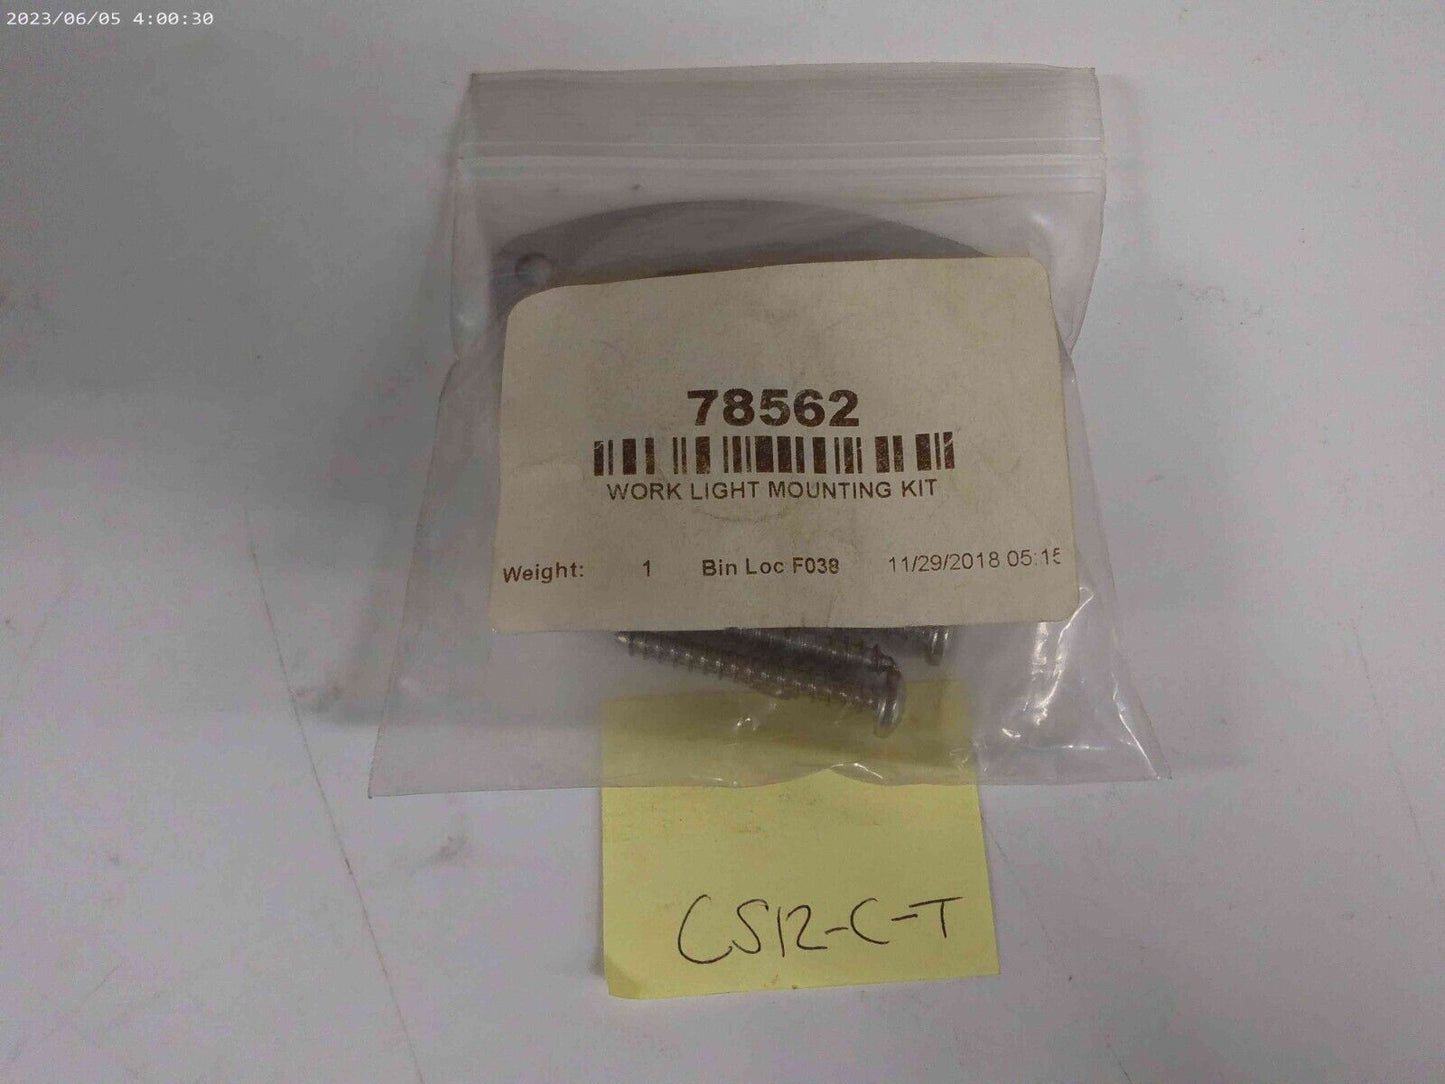 2023/06/05 4:00:30
78562
WORK LIGHT MOUNTING KIT
Weight: 1 Bin Loc F038 11/29/2018 05:15
CS12-C-T